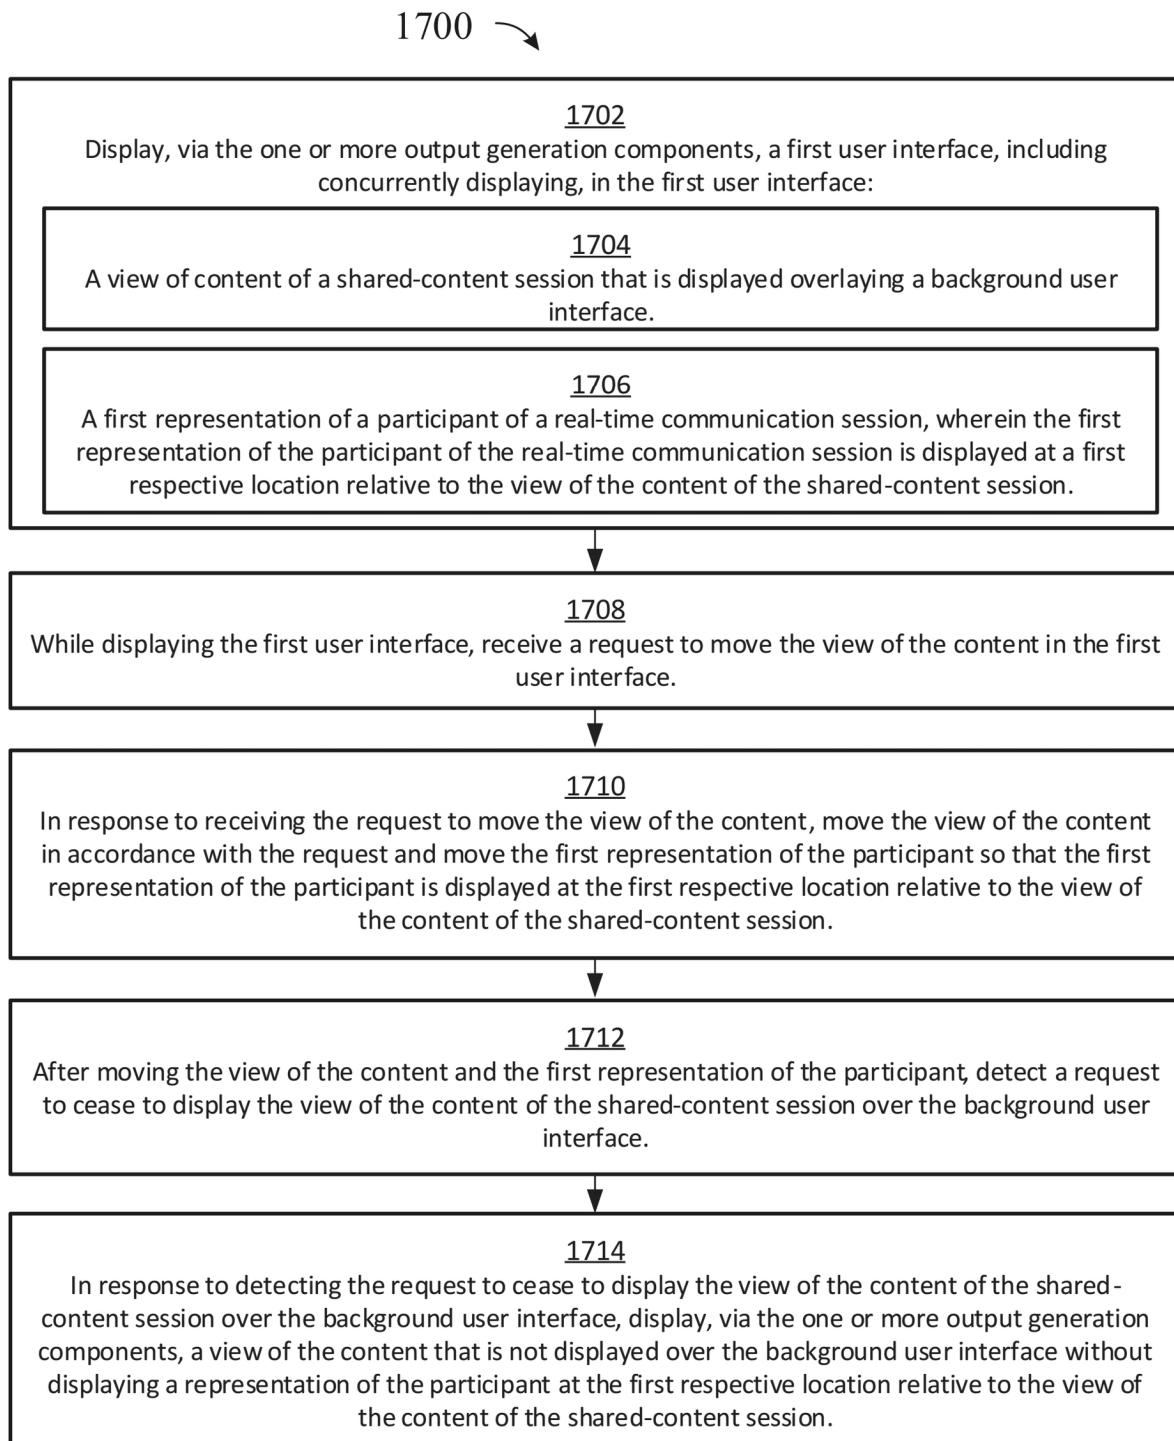 1700
1702
Display, via the one or more output generation components, a first user interface, including
concurrently displaying, in the first user interface:
1704
A view of content of a shared-content session that is displayed overlaying a background user
interface.
1706
A first representation of a participant of a real-time communication session, wherein the first
representation of the participant of the real-time communication session is displayed at a first
respective location relative to the view of the content of the shared-content session.
1708
While displaying the first user interface, receive a request to move the view of the content in the first
user interface.
1710
In response to receiving the request to move the view of the content, move the view of the content
in accordance with the request and move the first representation of the participant so that the first
representation of the participant is displayed at the first respective location relative to the view of
the content of the shared-content session.
1712
After moving the view of the content and the first representation of the participant, detect a request
to cease to display the view of the content of the shared-content session over the background user
interface.
1714
In response to detecting the request to cease to display the view of the content of the shared-
content session over the background user interface, display, via the one or more output generation
components, a view of the content that is not displayed over the background user interface without
displaying a representation of the participant at the first respective location relative to the view of
the content of the shared-content session.